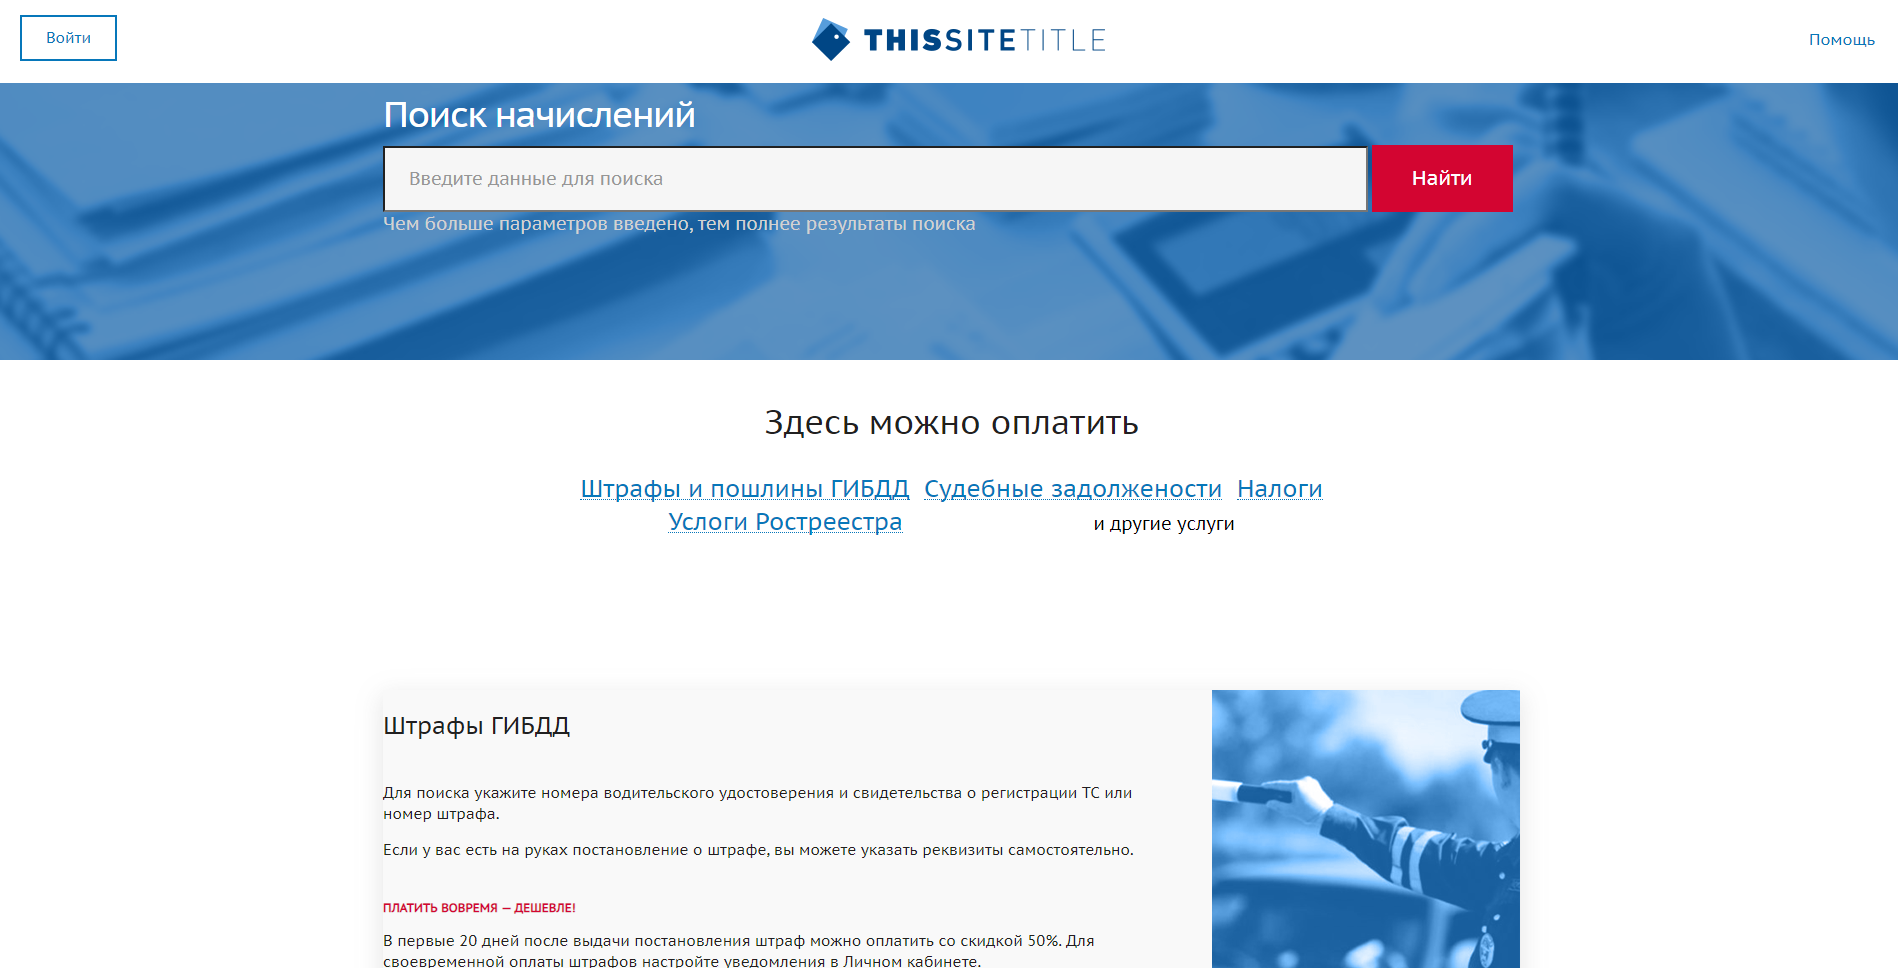 Войти
THISSITETITLE
Помощь
Поиск начислений
Введите данные для поиска
Найти
Чем больше параметров введено, тем полнее результаты поиска
Здесь можно оплатить
Штрафы и пошлины ГИБДД Судебные задолжености Налоги
Услоги Ростреестра и другие услуги
Штрафы ГИБДД
Для поиска укажите номера водительского удостоверения и свидетельства о регистрации ТС или
номер штрафа.
Если у вас есть на руках постановление о штрафе, вы можете указать реквизиты самостоятельно.
ПЛАТИТЬ ВОВРЕМЯ — ДЕШЕВЛЕ!
В первые 20 дней после выдачи постановления штраф можно оплатить со скидкой 50%. Для
своевременной оплаты штрафов настройте уведомления в Личном кабинете.